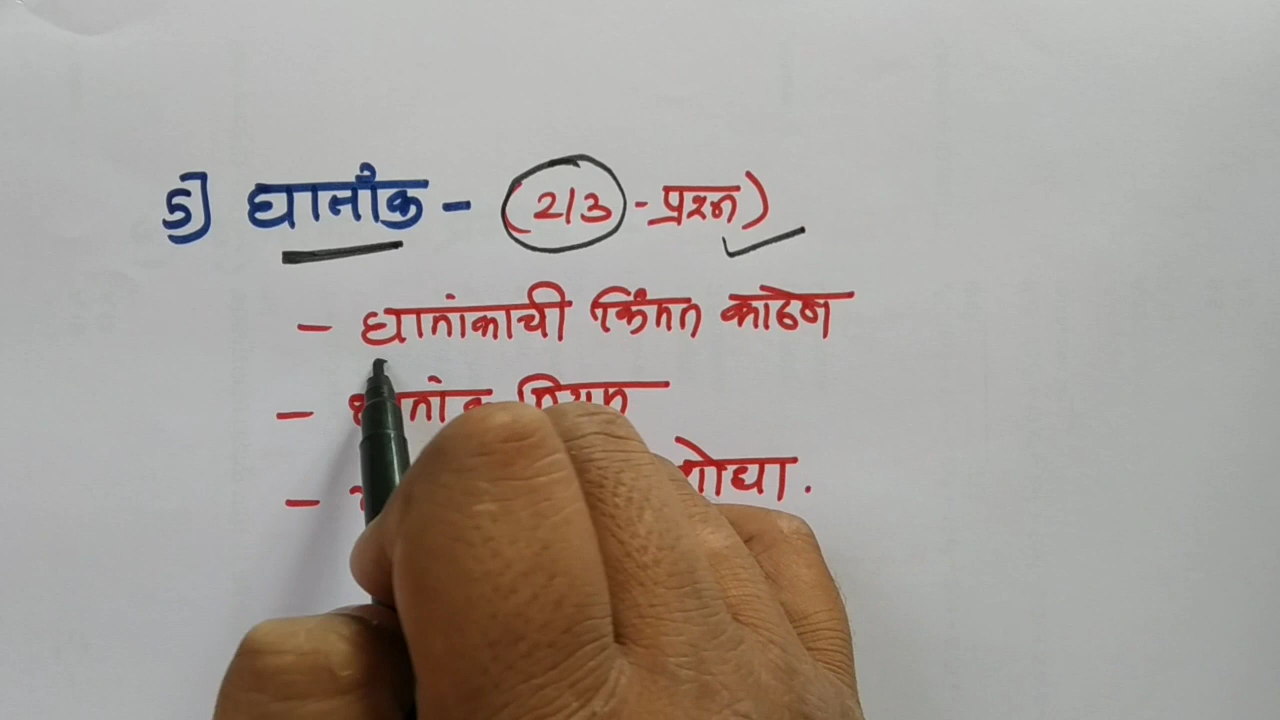 5] घातांक - (2/3 - प्रश्न)
- घातांकाची किंमत काढणे
- घातांक नियम
- शोधा.